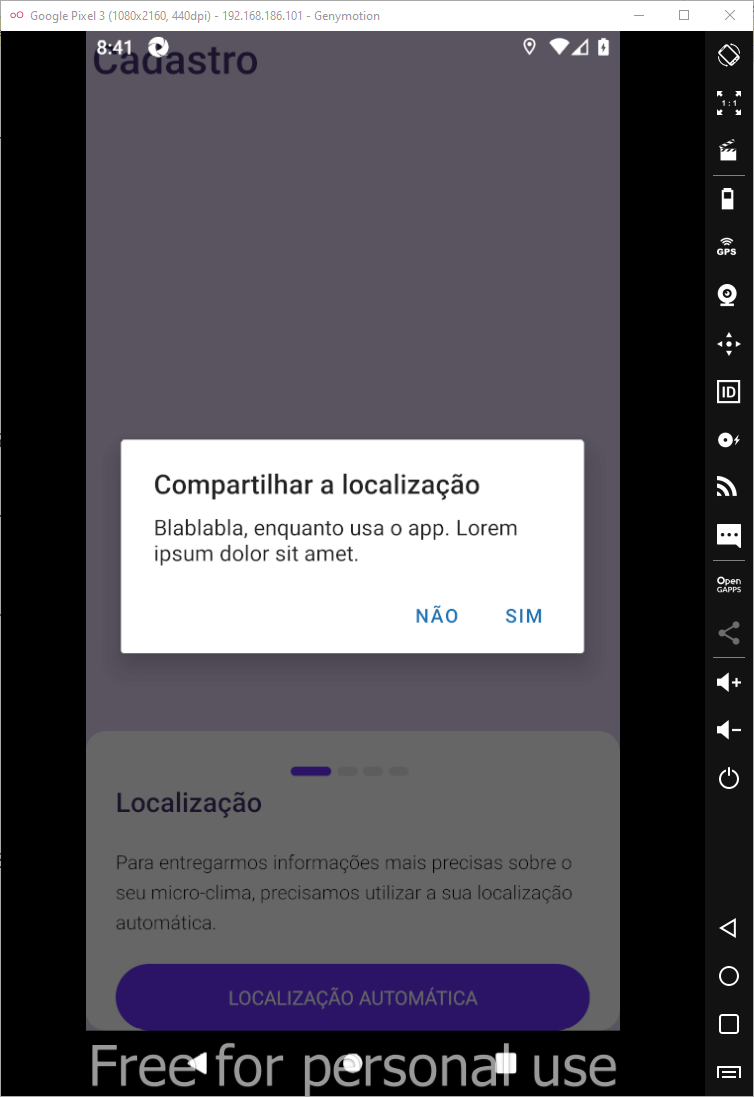 Google Pixel 3 (1080x2160, 440dpi) - 192.168.186.101 - Genymotion
8:41
Cadastro
1 : 1
GPS
ID
Open
GAPPS
Compartilhar a localização
Blablabla, enquanto usa o app. Lorem
ipsum dolor sit amet.
NÃO SIM
Localização
Para entregarmos informações mais precisas sobre o
seu micro-clima, precisamos utilizar a sua localização
automática.
LOCALIZAÇÃO AUTOMÁTICA
Free for personal use